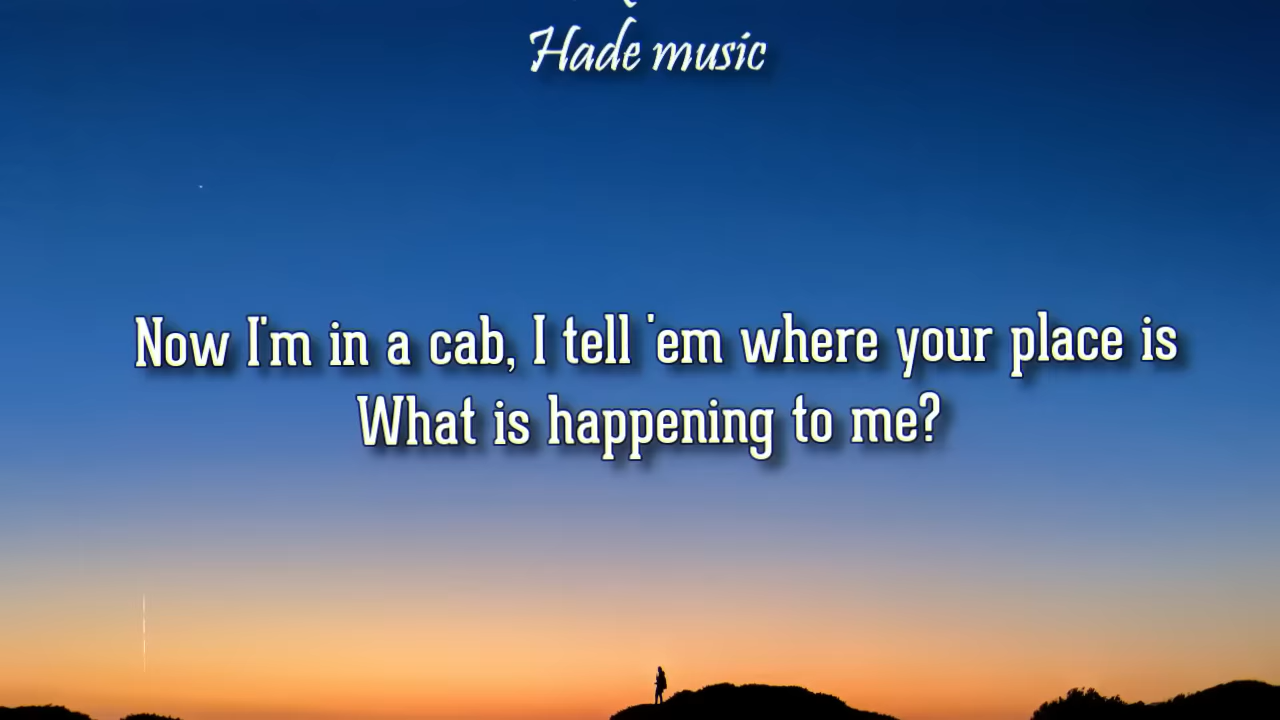 Hade music
Now I'm in a cab, I tell 'em where your place is
What is happening to me?